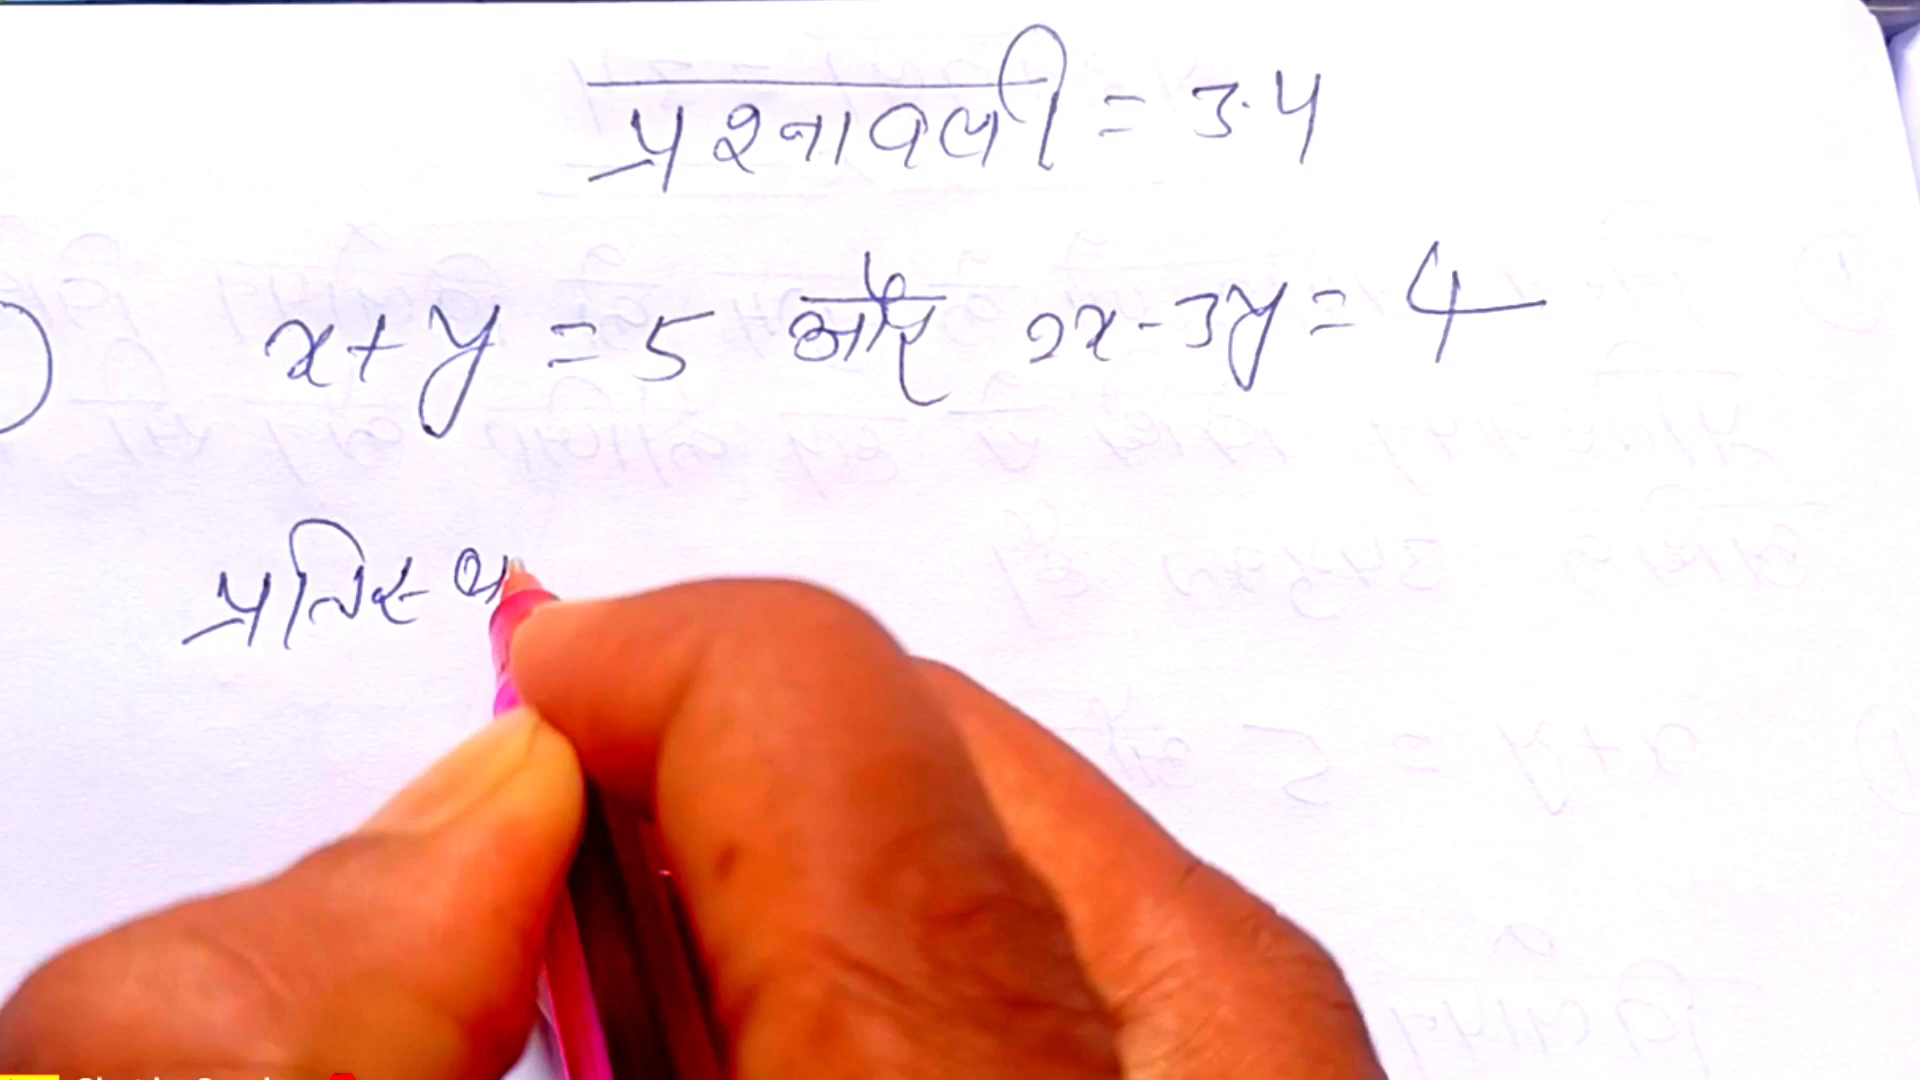 प्रश्नावली = 3.4
x + y = 5 और 2x - 3y = 4
प्रतिस्था